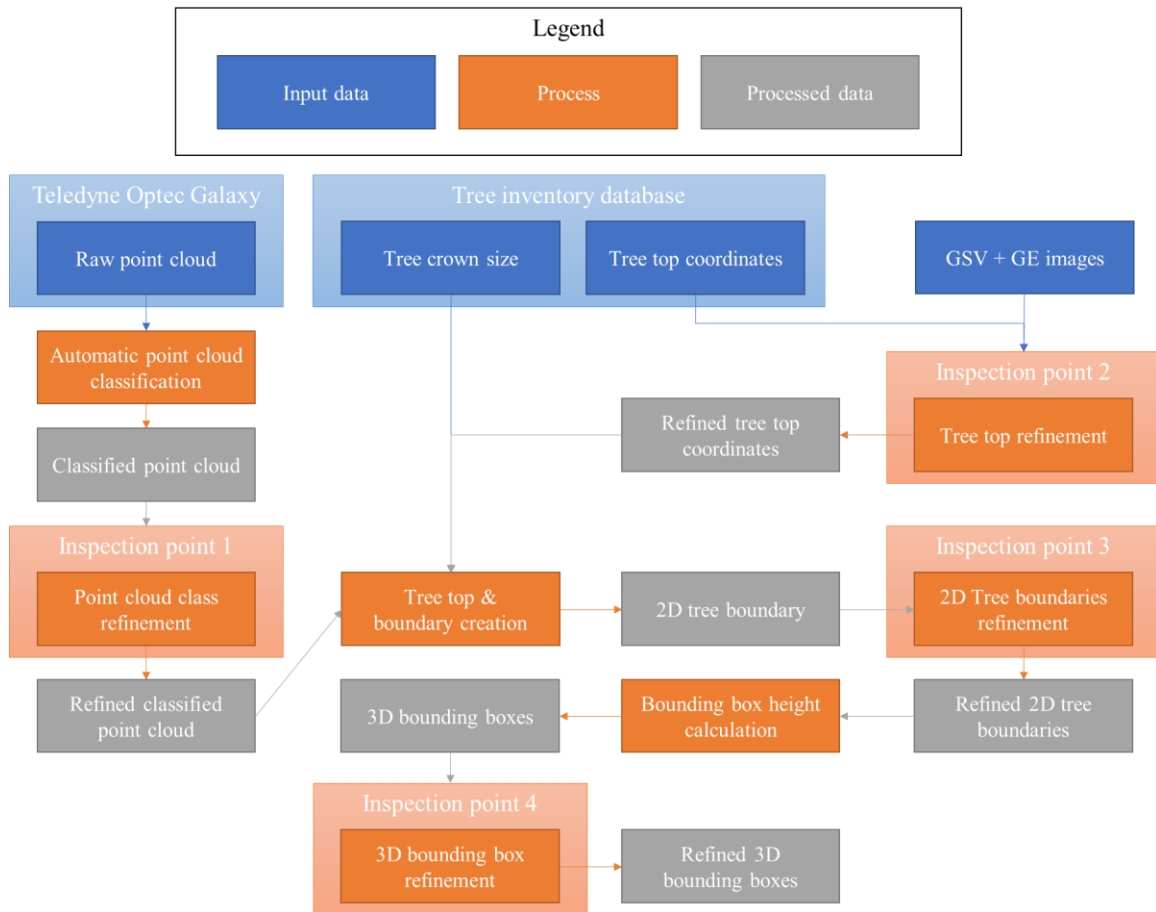 Legend
Input data
Process
Processed data
Teledyne Optec Galaxy
Tree inventory database
Raw point cloud
Tree crown size
Tree top coordinates
GSV + GE images
Automatic point cloud
classification
Inspection point 2
Refined tree top
coordinates
Tree top refinement
Classified point cloud
Inspection point 1
Inspection point 3
Point cloud class
refinement
Tree top &
boundary creation
2D tree boundary
2D Tree boundaries
refinement
Refined classified
point cloud
3D bounding boxes
Bounding box height
calculation
Refined 2D tree
boundaries
Inspection point 4
3D bounding box
refinement
Refined 3D
bounding boxes